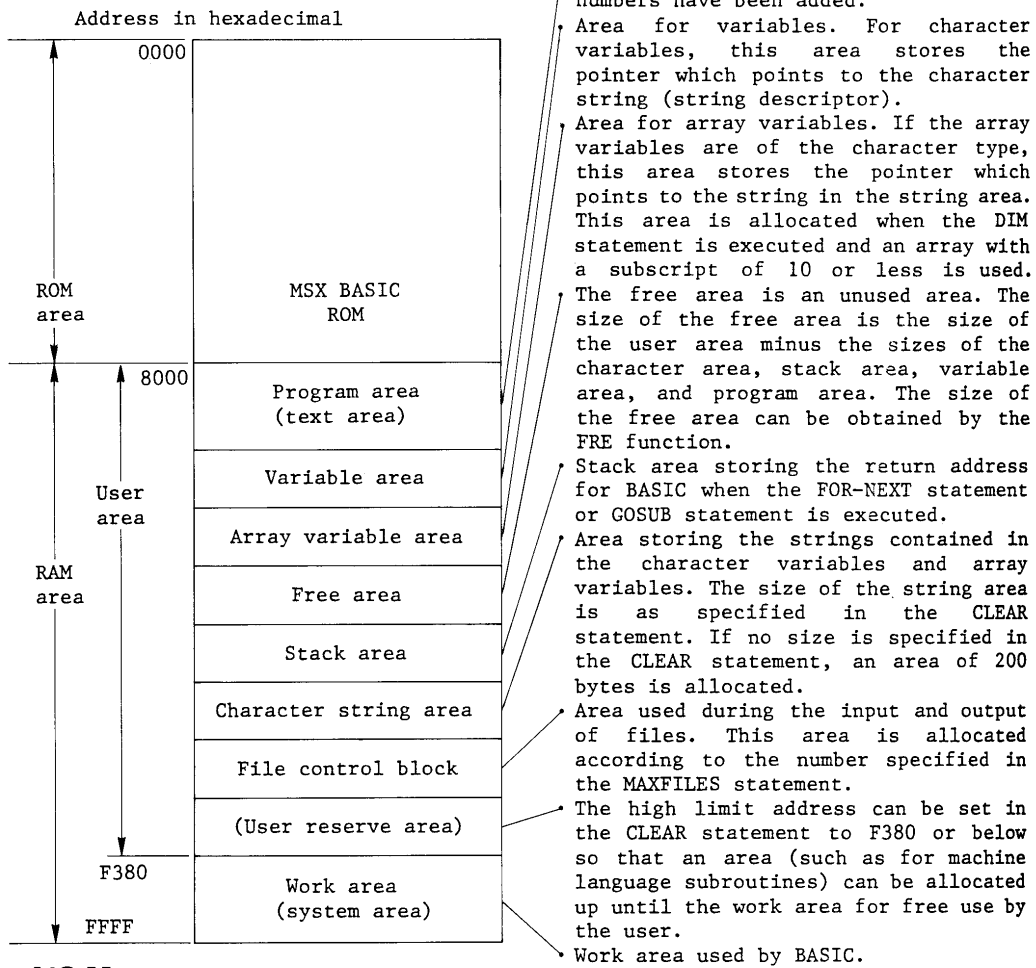 Address in hexadecimal
0000
ROM
area
MSX BASIC
ROM
8000
Program area
(text area)
Variable area
User
area
Array variable area
RAM
area
Free area
Stack area
Character string area
File control block
(User reserve area)
F380
Work area
(system area)
FFFF
numbers have been added.
Area for variables. For character
variables, this area stores the
pointer which points to the character
string (string descriptor).
Area for array variables. If the array
variables are of the character type,
this area stores the pointer which
points to the string in the string area.
This area is allocated when the DIM
statement is executed and an array with
a subscript of 10 or less is used.
The free area is an unused area. The
size of the free area is the size of
the user area minus the sizes of the
character area, stack area, variable
area, and program area. The size of
the free area can be obtained by the
FRE function.
Stack area storing the return address
for BASIC when the FOR-NEXT statement
or GOSUB statement is executed.
Area storing the strings contained in
the character variables and array
variables. The size of the string area
is as specified in the CLEAR
statement. If no size is specified in
the CLEAR statement, an area of 200
bytes is allocated.
Area used during the input and output
of files. This area is allocated
according to the number specified in
the MAXFILES statement.
The high limit address can be set in
the CLEAR statement to F380 or below
so that an area (such as for machine
language subroutines) can be allocated
up until the work area for free use by
the user.
Work area used by BASIC.